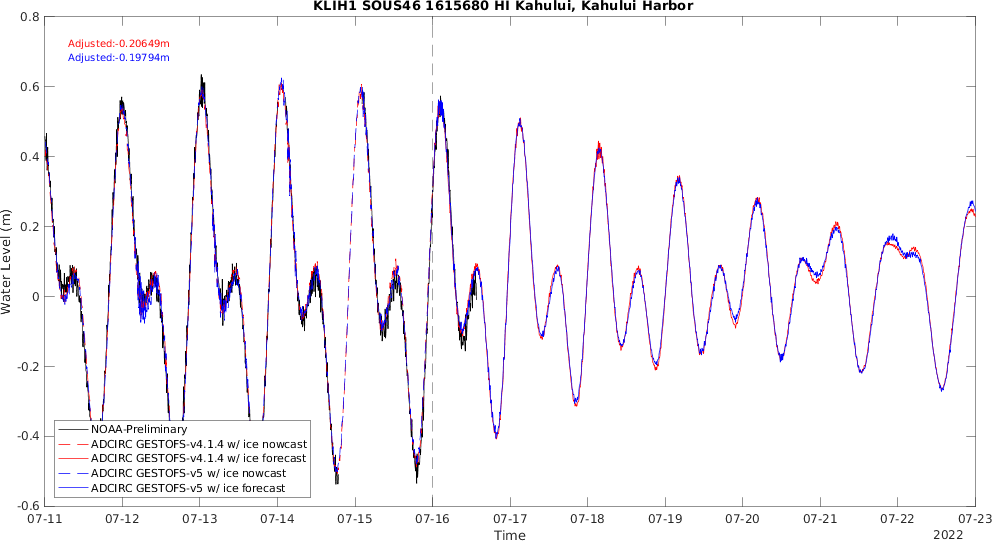 KLIH1 SOUS46 1615680 HI Kahului, Kahului Harbor
0.8
0.6
0.4
0.2
0
-0.2
-0.4
-0.6
Water Level (m)
Adjusted:-0.20649m
Adjusted:-0.19794m
NOAA-Preliminary
ADCIRC GESTOFS-v4.1.4 w/ ice nowcast
ADCIRC GESTOFS-v4.1.4 w/ ice forecast
ADCIRC GESTOFS-v5 w/ ice nowcast
ADCIRC GESTOFS-v5 w/ ice forecast
07-11 07-12 07-13 07-14 07-15 07-16 07-17 07-18 07-19 07-20 07-21 07-22 07-23
Time
2022